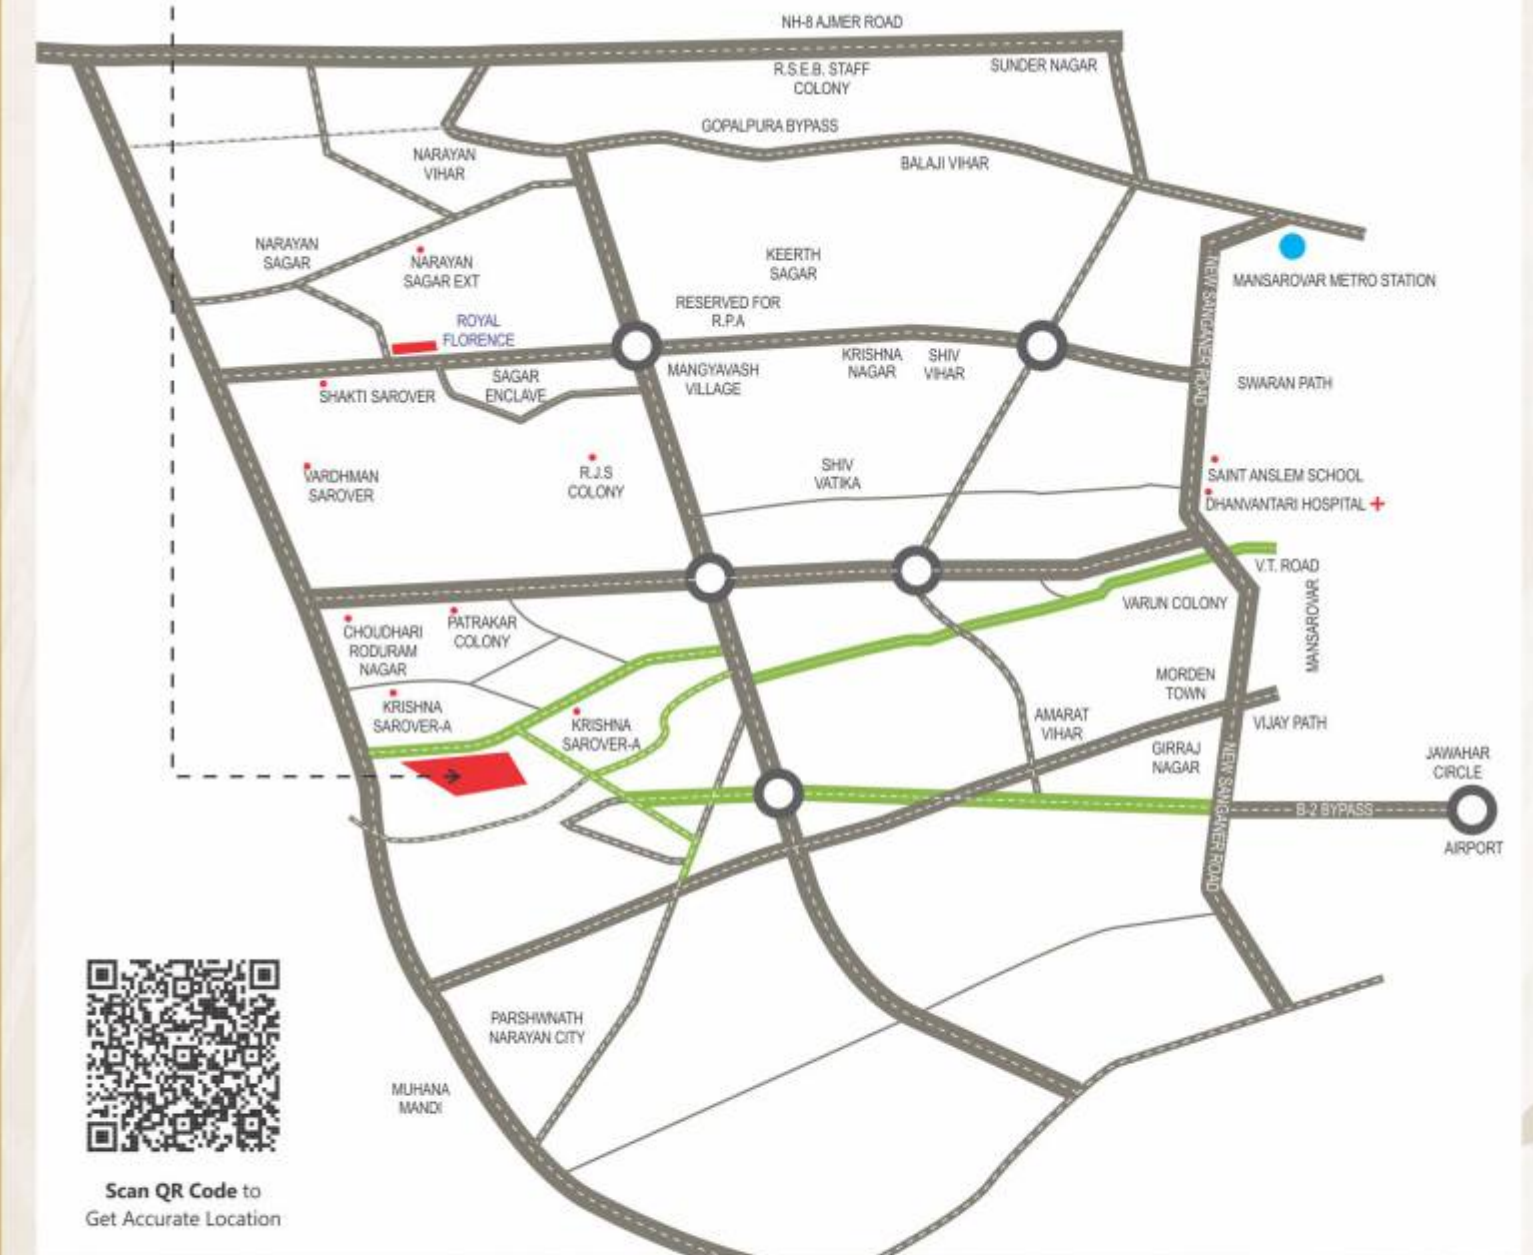 NH-8 AJMER ROAD
R.S.E.B. STAFF
COLONY
SUNDER NAGAR
GOPALPURA BYPASS
BALAJI VIHAR
NARAYAN
VIHAR
NARAYAN
SAGAR
NARAYAN
SAGAR EXT
KEERTH
SAGAR
MANSAROVAR METRO STATION
NEW SANGANER ROAD
RESERVED FOR
R.P.A
ROYAL
FLORENCE
SAGAR
ENCLAVE
SHAKTI SAROVER
MANGYAVASH
VILLAGE
KRISHNA
NAGAR
SHIV
VIHAR
SWARAN PATH
VARDHMAN
SAROVER
R.J.S
COLONY
SHIV
VATIKA
SAINT ANSLEM SCHOOL
DHANVANTARI HOSPITAL
V.T. ROAD
VARUN COLONY
MANSAROVAR
CHOUDHARI
RODURAM
NAGAR
PATRAKAR
COLONY
KRISHNA
SAROVER-A
KRISHNA
SAROVER-A
MORDEN
TOWN
AMARAT
VIHAR
GIRRAJ
NAGAR
VIJAY PATH
NEW SANGANER ROAD
JAWAHAR
CIRCLE
B-2 BYPASS
AIRPORT
PARSHWNATH
NARAYAN CITY
MUHANA
MANDI
Scan QR Code to
Get Accurate Location